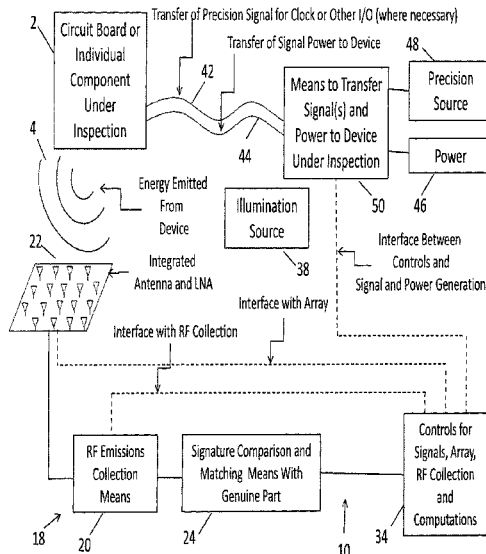 Transfer of Precision Signal for Clock or Other I/O (where necessary)
Transfer of Signal Power to Device
2
Circuit Board or
Individual
Component
Under
Inspection
42
44
48
Precision
Source
Means to Transfer
Signal(s) and
Power to Device
Under Inspection
50
Power
46
4
Energy Emitted
From
Device
Illumination
Source
38
Interface Between
Controls and
Signal and Power Generation
22
Integrated
Antenna and LNA
Interface with Array
Interface with RF Collection
RF Emissions
Collection
Means
20
18
Signature Comparison and
Matching Means With
Genuine Part
24
10
Controls for
Signals, Array,
RF Collection
and
Computations
34